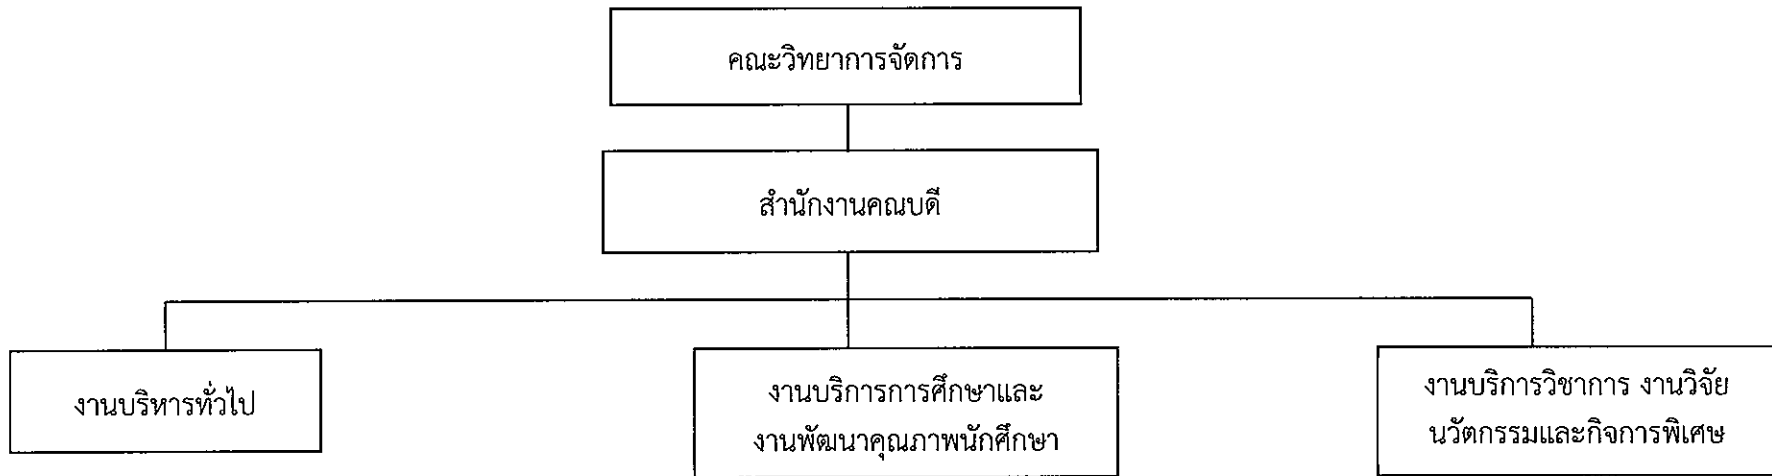 คณะวิทยาการจัดการ
สำนักงานคณบดี
งานบริหารทั่วไป
งานบริการการศึกษาและ
งานพัฒนาคุณภาพนักศึกษา
งานบริการวิชาการ งานวิจัย
นวัตกรรมและกิจการพิเศษ